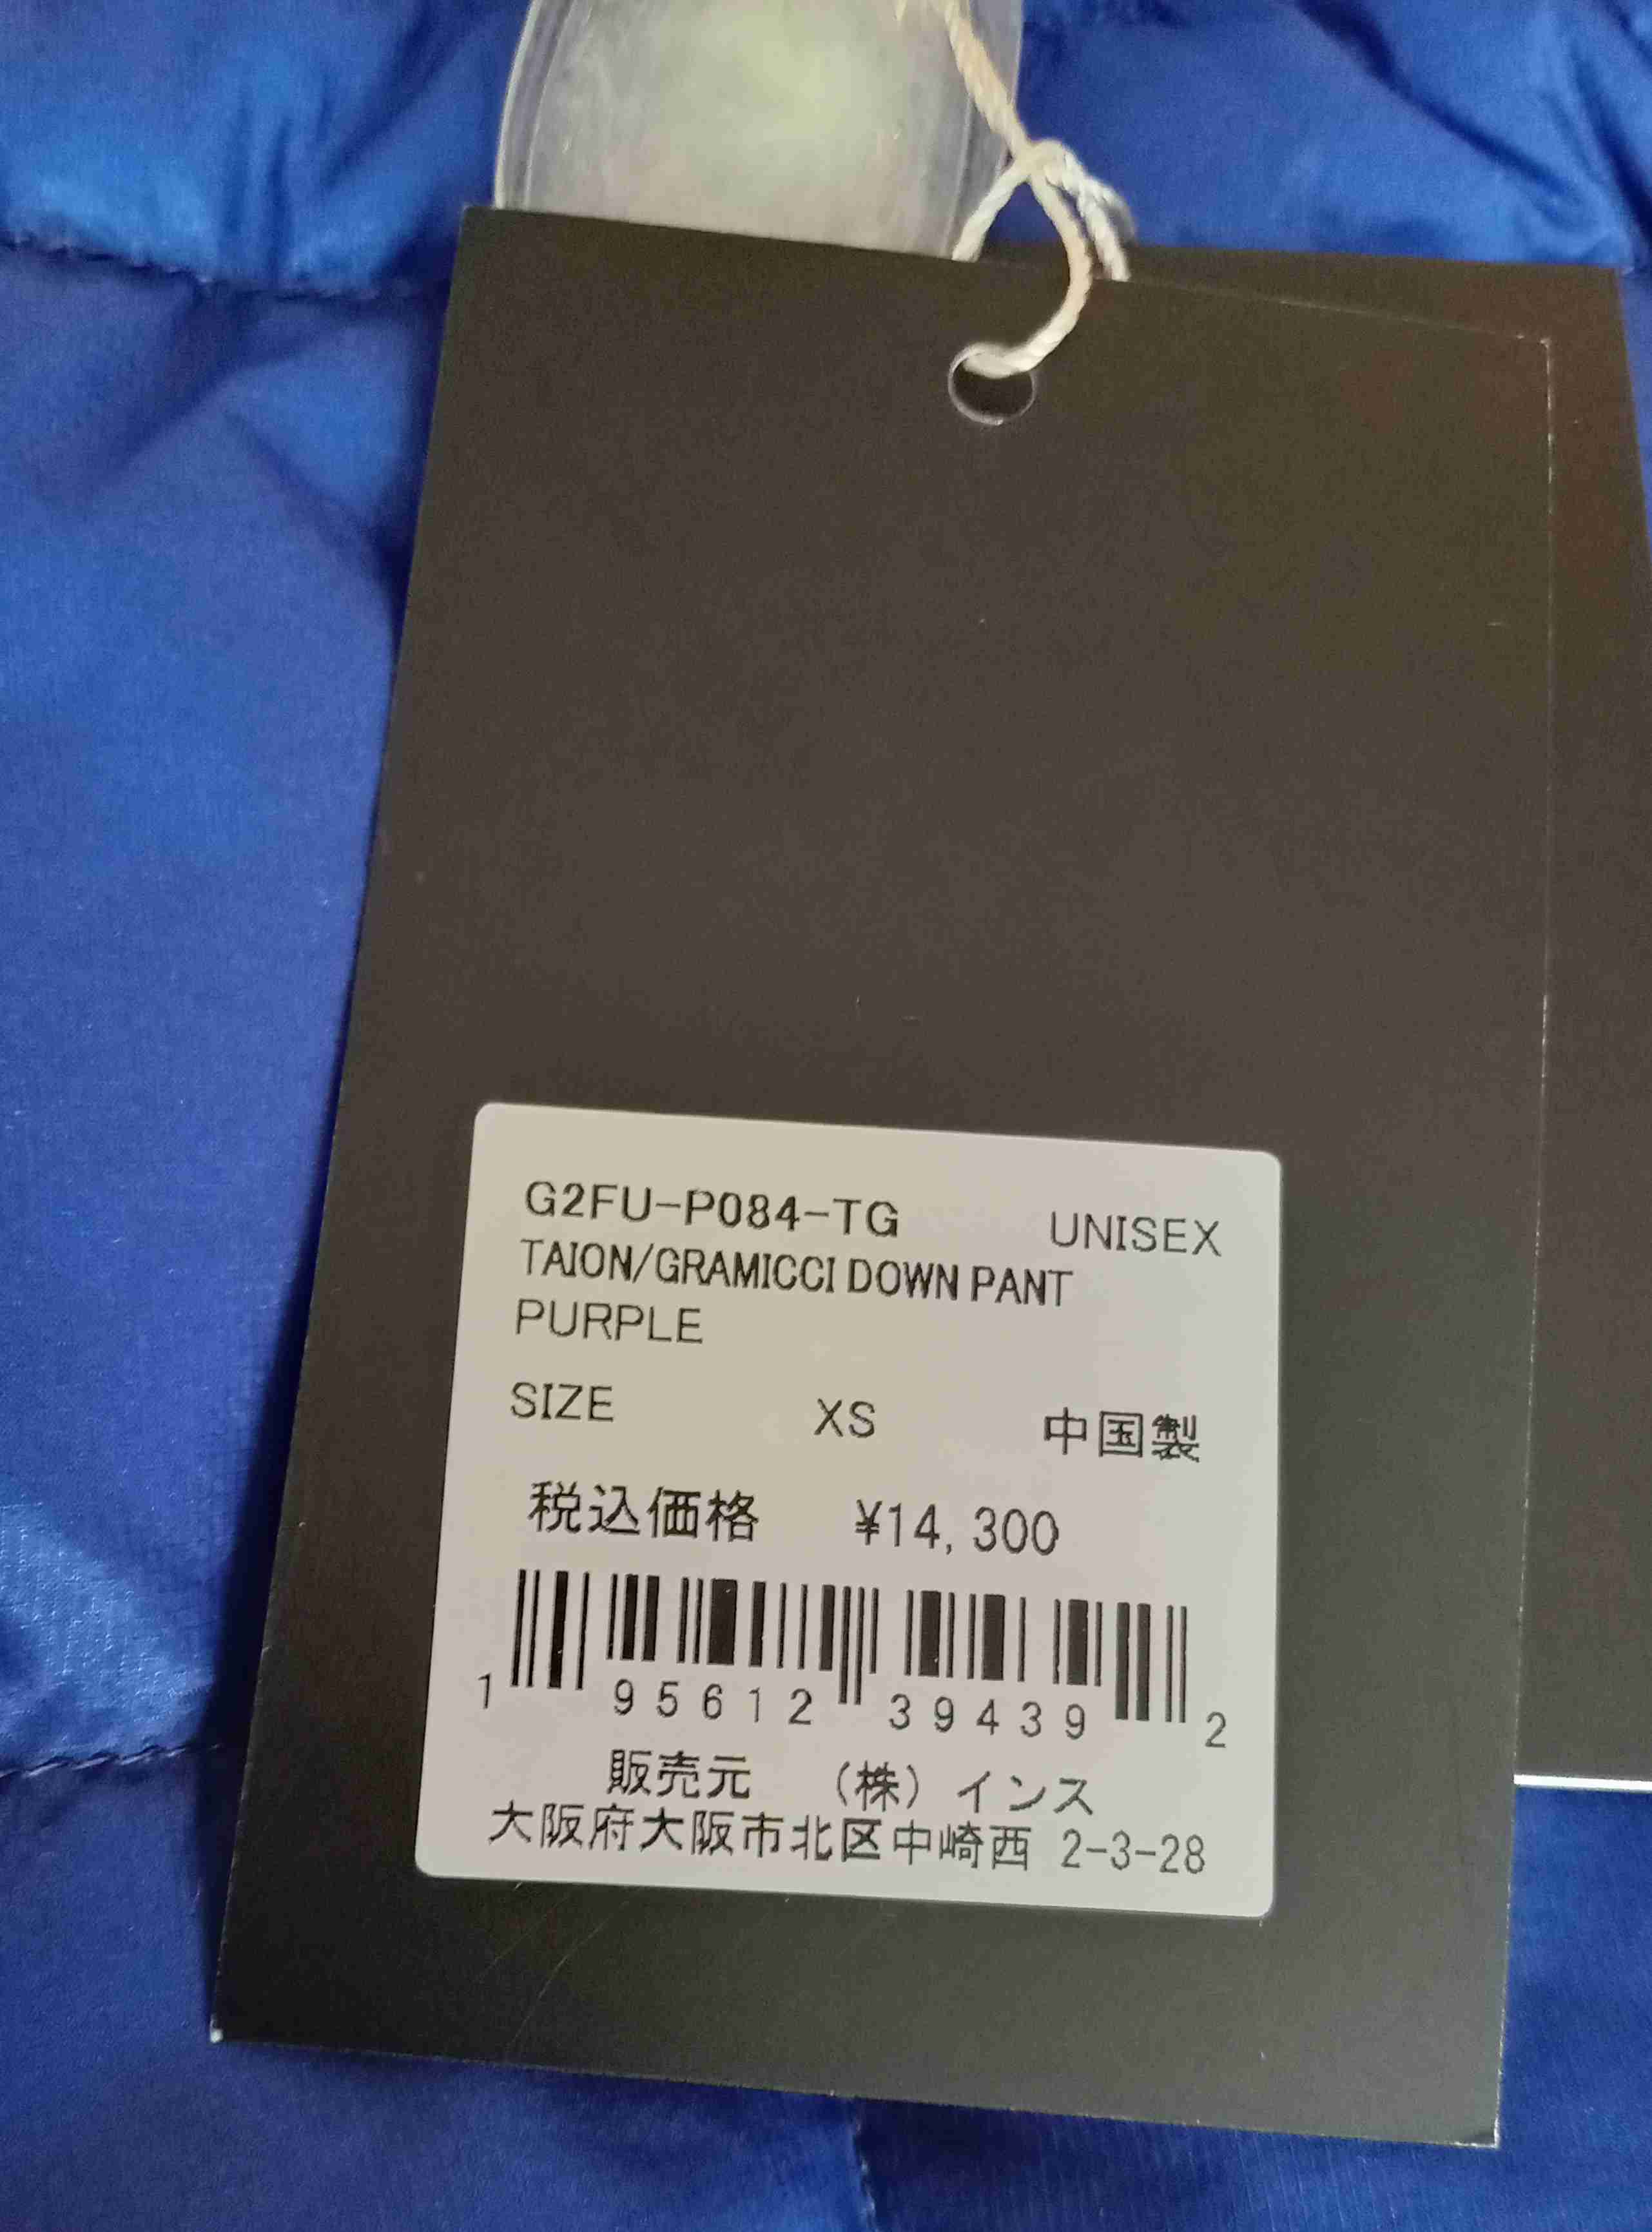 G2FU-P084-TG UNISEX
TAION/GRAMICCI DOWN PANT
PURPLE
SIZE XS 中国製
税込価格 ¥14,300
1 95612 39439 2
販売元 (株) インス
大阪府大阪市北区中崎西 2-3-28